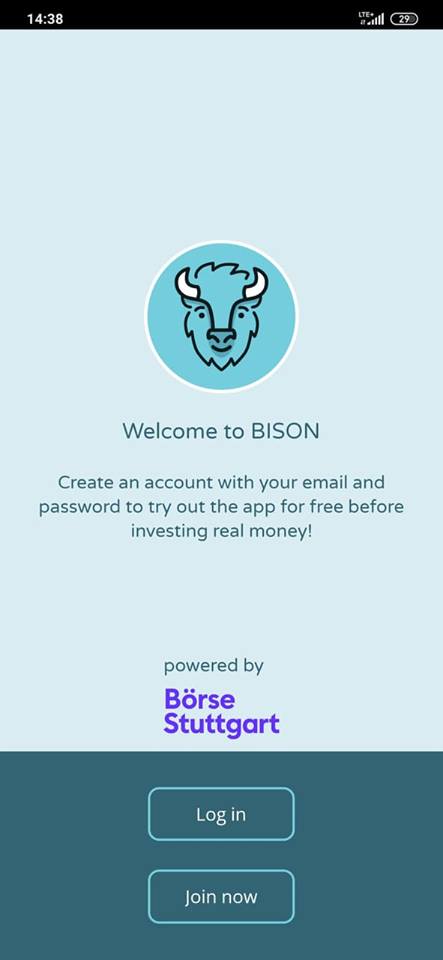 14:38 LTE+ 29
Welcome to BISON
Create an account with your email and
password to try out the app for free before
investing real money!
powered by
Börse
Stuttgart
Log in
Join now